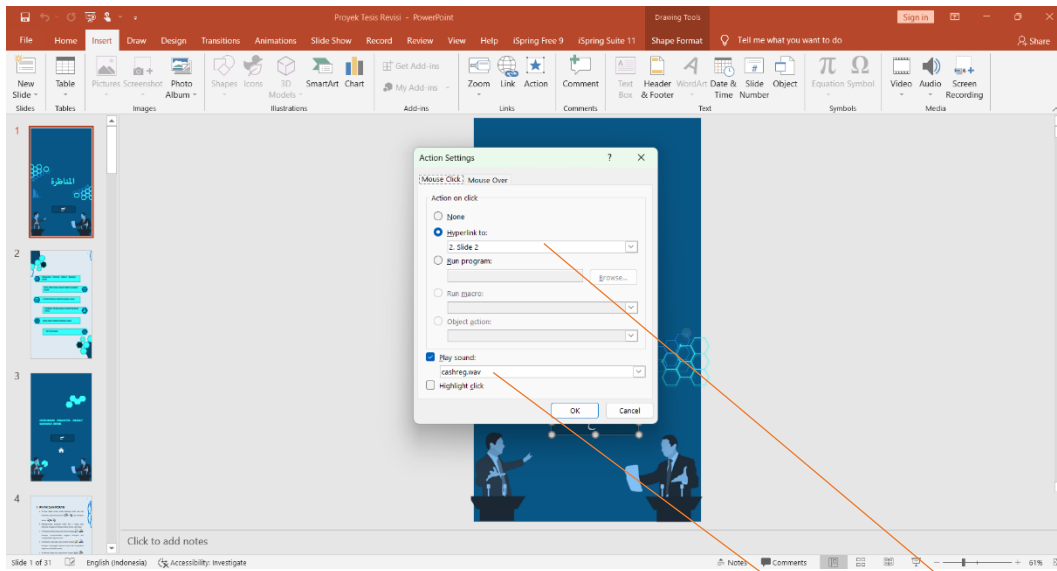 Proyek Tesis Revisi - PowerPoint
Drawing Tools
Sign in
File Home Insert Draw Design Transitions Animations Slide Show Record Review View Help iSpring Free 9 iSpring Suite 11 Shape Format Tell me what you want to do Share
New Slide
Table
Pictures
Screenshot
Photo Album
Shapes
Icons
3D Models
SmartArt
Chart
Get Add-ins
My Add-ins
Zoom
Link
Action
Comment
Text Box
Header & Footer
WordArt
Date & Time
Slide Number
Object
Equation
Symbol
Video
Audio
Screen Recording
Slides Tables Images Illustrations Add-ins Links Comments Text Symbols Media
1
المناظرة
2
3
4
Action Settings
Mouse Click Mouse Over
Action on click
None
Hyperlink to:
2. Slide 2
Run program:
Browse...
Run macro:
Object action:
Play sound:
cashreg.wav
Highlight click
OK Cancel
Click to add notes
Slide 1 of 31 English (Indonesia) Accessibility: Investigate Notes Comments 61%